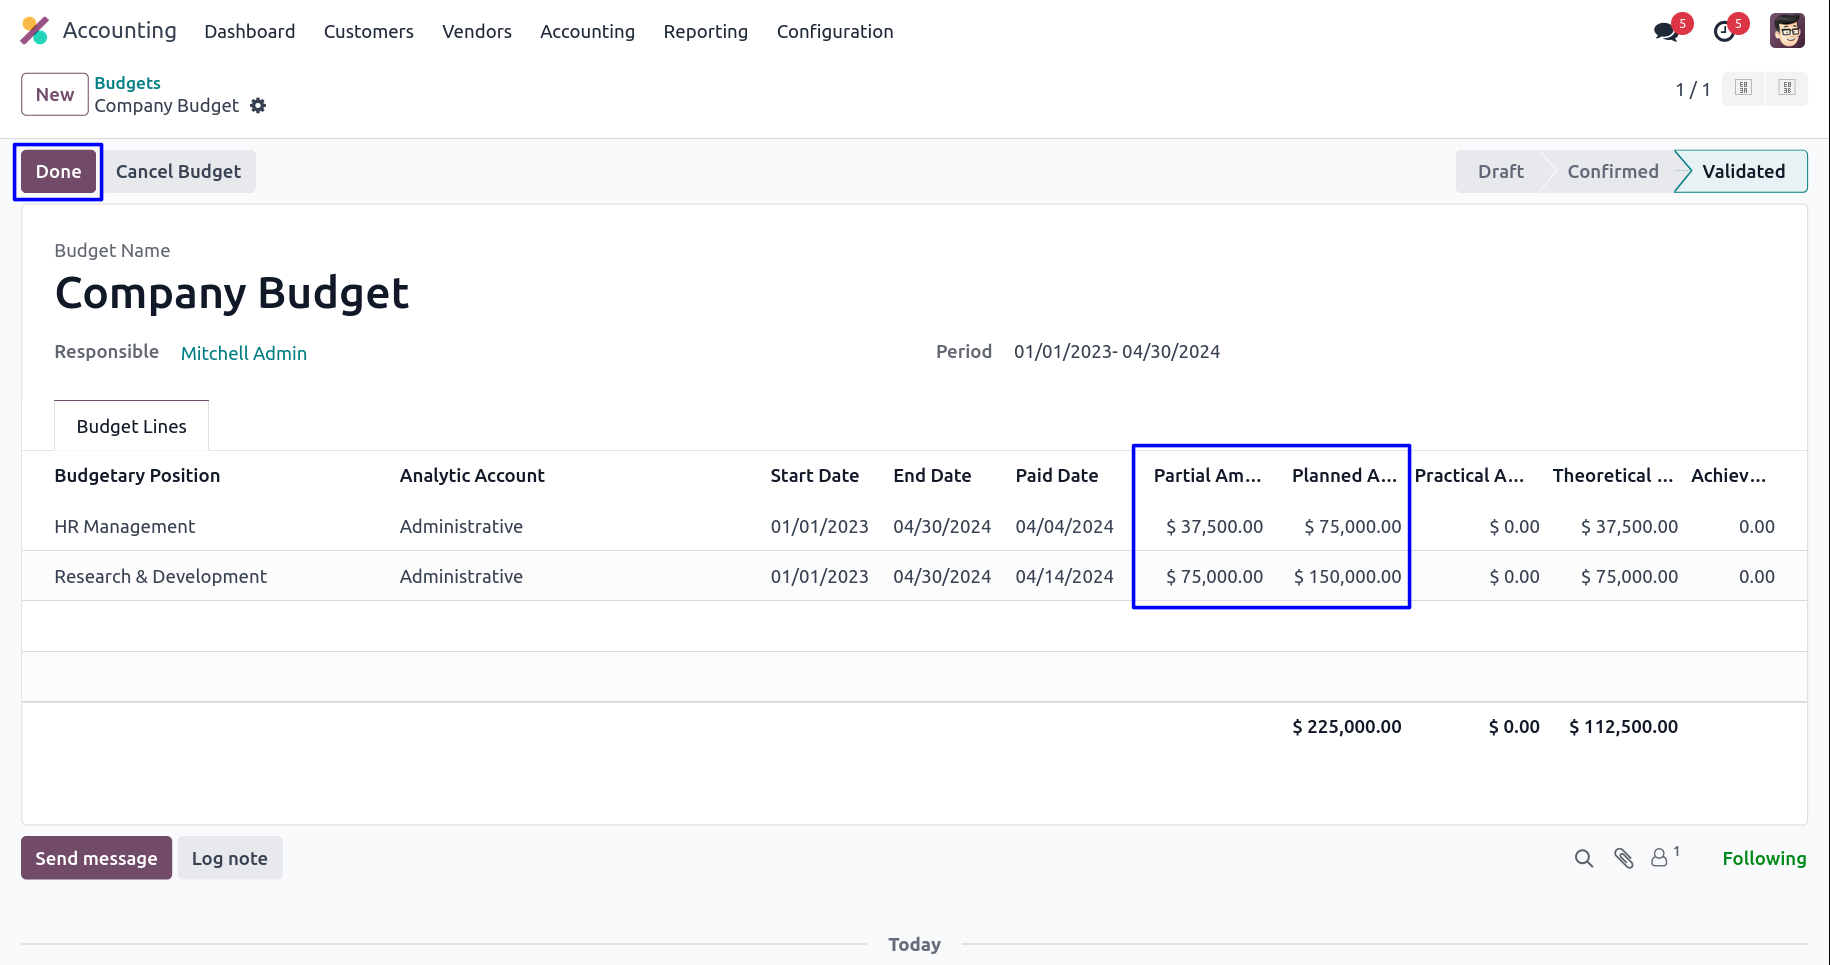 Accounting Dashboard Customers Vendors Accounting Reporting Configuration 5 5
New Budgets 1 / 1
Company Budget
Done Cancel Budget Draft Confirmed Validated
Budget Name
Company Budget
Responsible Mitchell Admin Period 01/01/2023- 04/30/2024
Budget Lines
Budgetary Position Analytic Account Start Date End Date Paid Date Partial Am... Planned A... Practical A... Theoretical ... Achiev...
HR Management Administrative 01/01/2023 04/30/2024 04/04/2024 $ 37,500.00 $ 75,000.00 $ 0.00 $ 37,500.00 0.00
Research & Development Administrative 01/01/2023 04/30/2024 04/14/2024 $ 75,000.00 $ 150,000.00 $ 0.00 $ 75,000.00 0.00
$ 225,000.00 $ 0.00 $ 112,500.00
Send message Log note 1 Following
Today